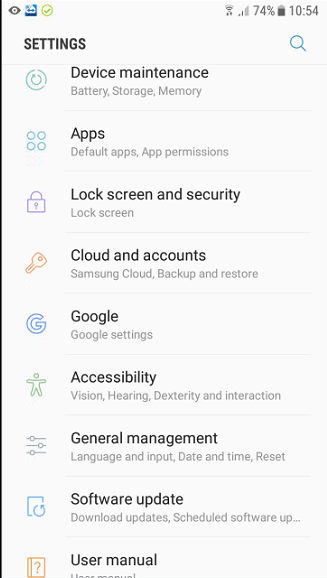 74% 10:54
SETTINGS
Device maintenance
Battery, Storage, Memory
Apps
Default apps, App permissions
Lock screen and security
Lock screen
Cloud and accounts
Samsung Cloud, Backup and restore
Google
Google settings
Accessibility
Vision, Hearing, Dexterity and interaction
General management
Language and input, Date and time, Reset
Software update
Download updates, Scheduled software up...
User manual
User manual